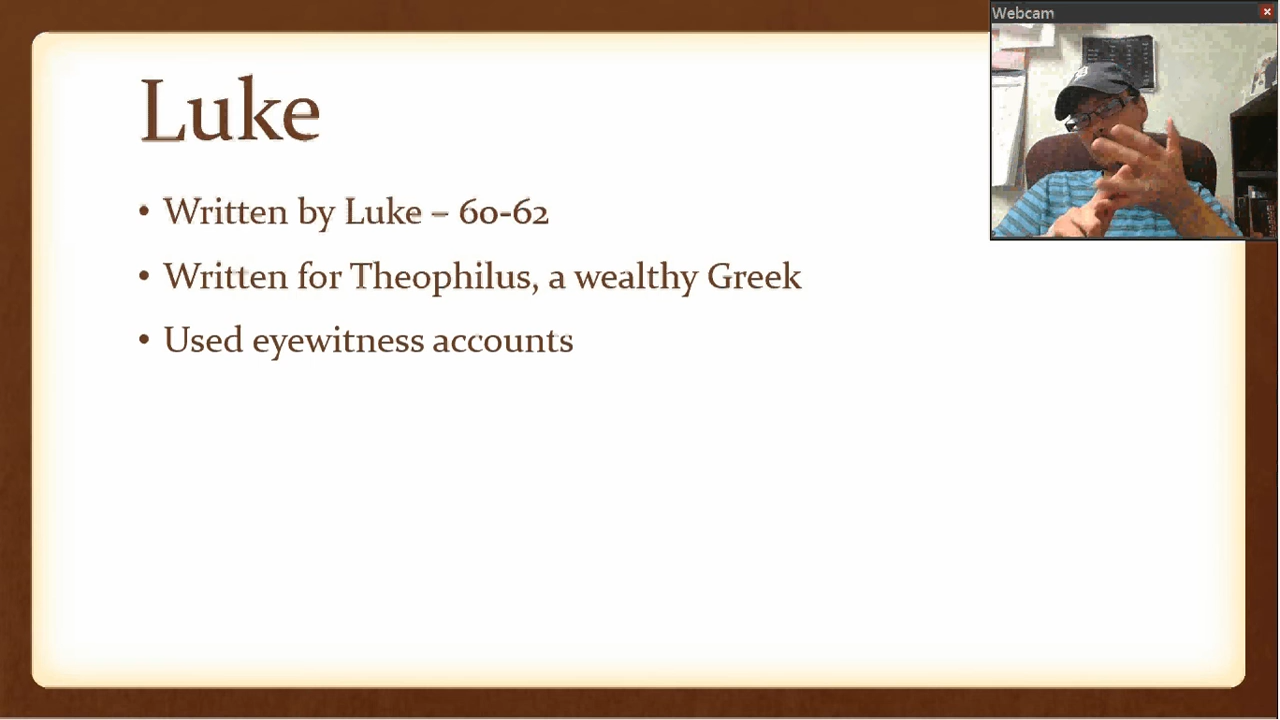 Webcam
Luke
• Written by Luke – 60-62
• Written for Theophilus, a wealthy Greek
• Used eyewitness accounts